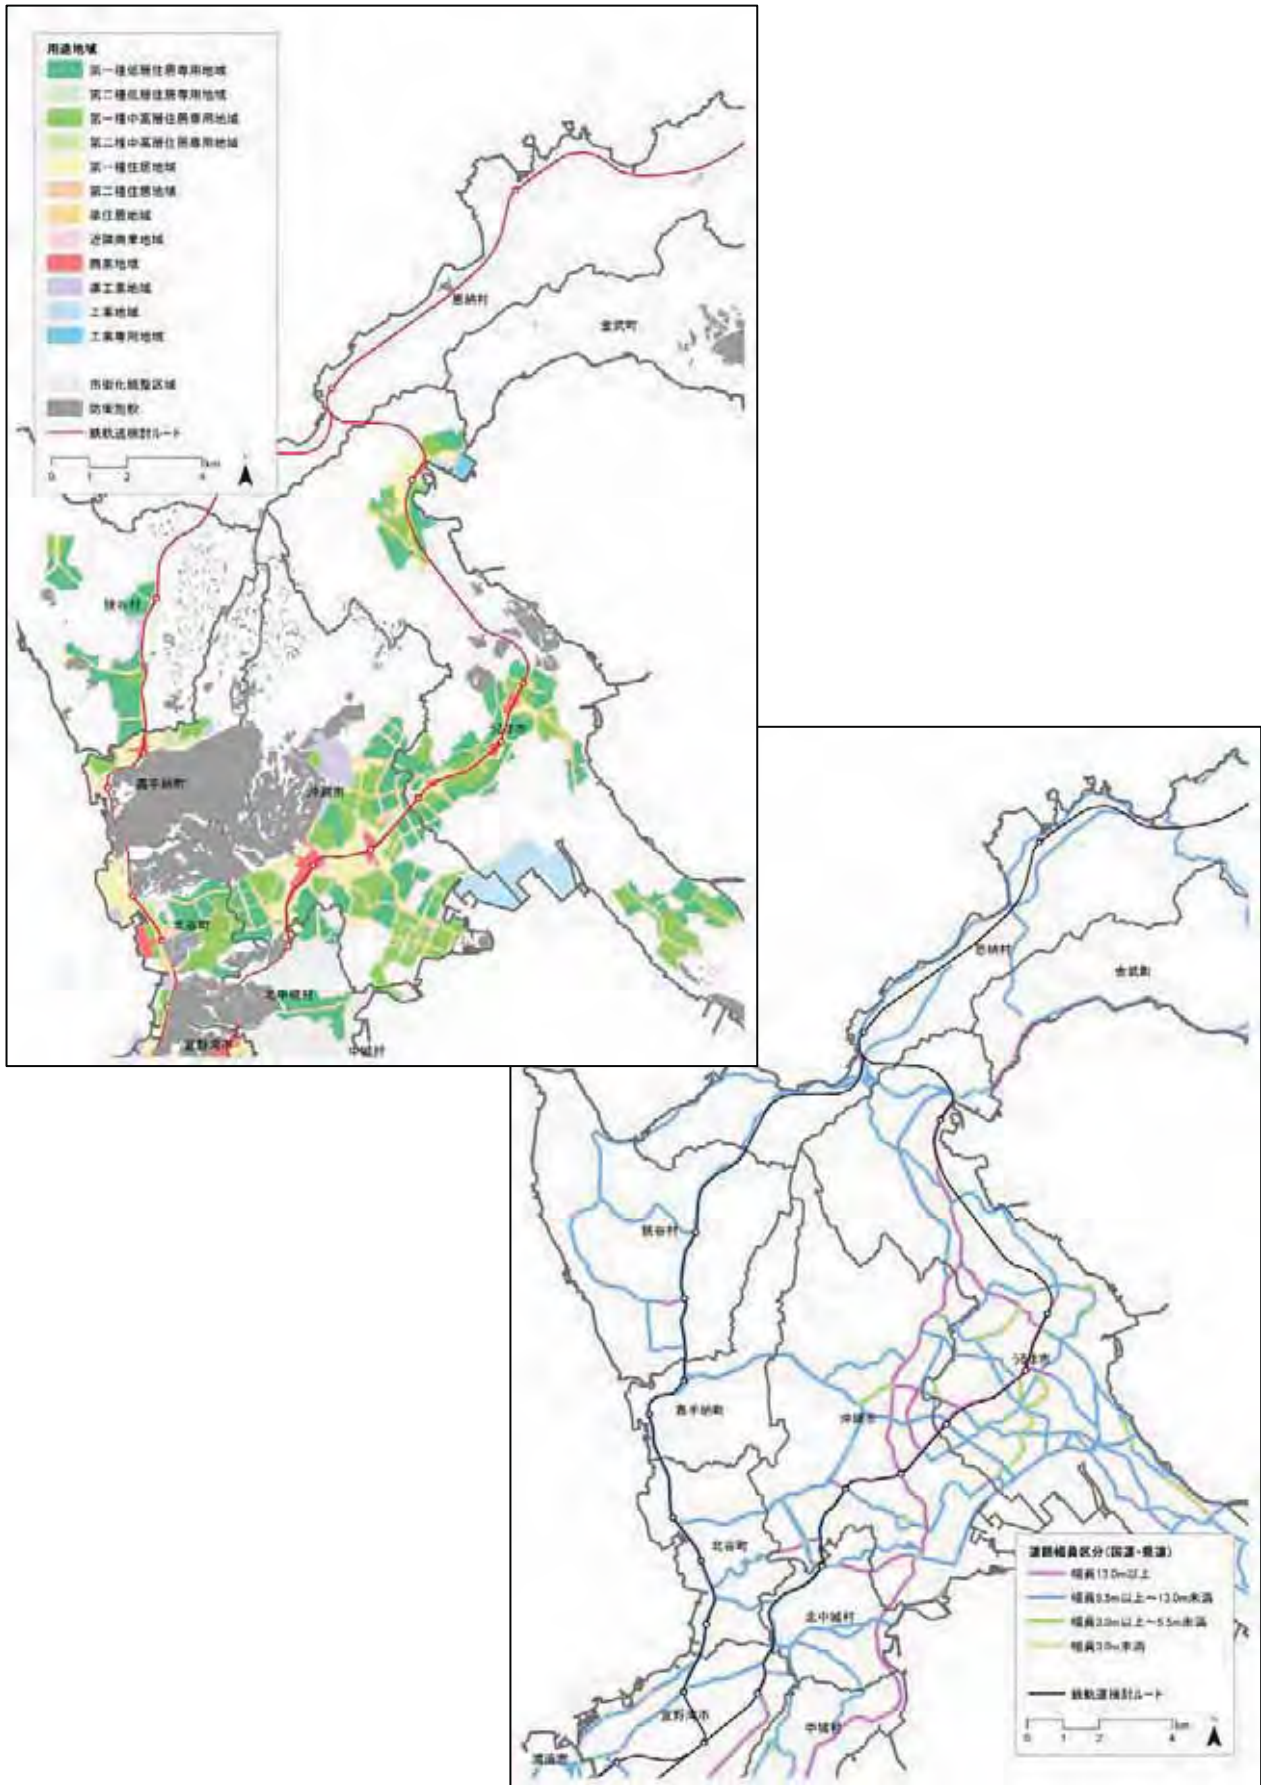 用途地域
第一種低層住居専用地域
第二種低層住居専用地域
第一種中高層住居専用地域
第二種中高層住居専用地域
第一種住居地域
第二種住居地域
準住居地域
近隣商業地域
商業地域
準工業地域
工業地域
工業専用地域
市街化調整区域
防衛施設
鉄軌道検討ルート
km
0 1 2 4
恩納村
金武町
読谷村
うるま市
嘉手納町
沖縄市
北谷町
北中城村
宜野湾市
中城村
恩納村
金武町
読谷村
うるま市
嘉手納町
沖縄市
北谷町
北中城村
宜野湾市
中城村
浦添市
道路幅員区分(国道・県道)
幅員13.0m以上
幅員5.5m以上～13.0m未満
幅員3.0m以上～5.5m未満
幅員3.0m未満
鉄軌道検討ルート
km
0 1 2 4